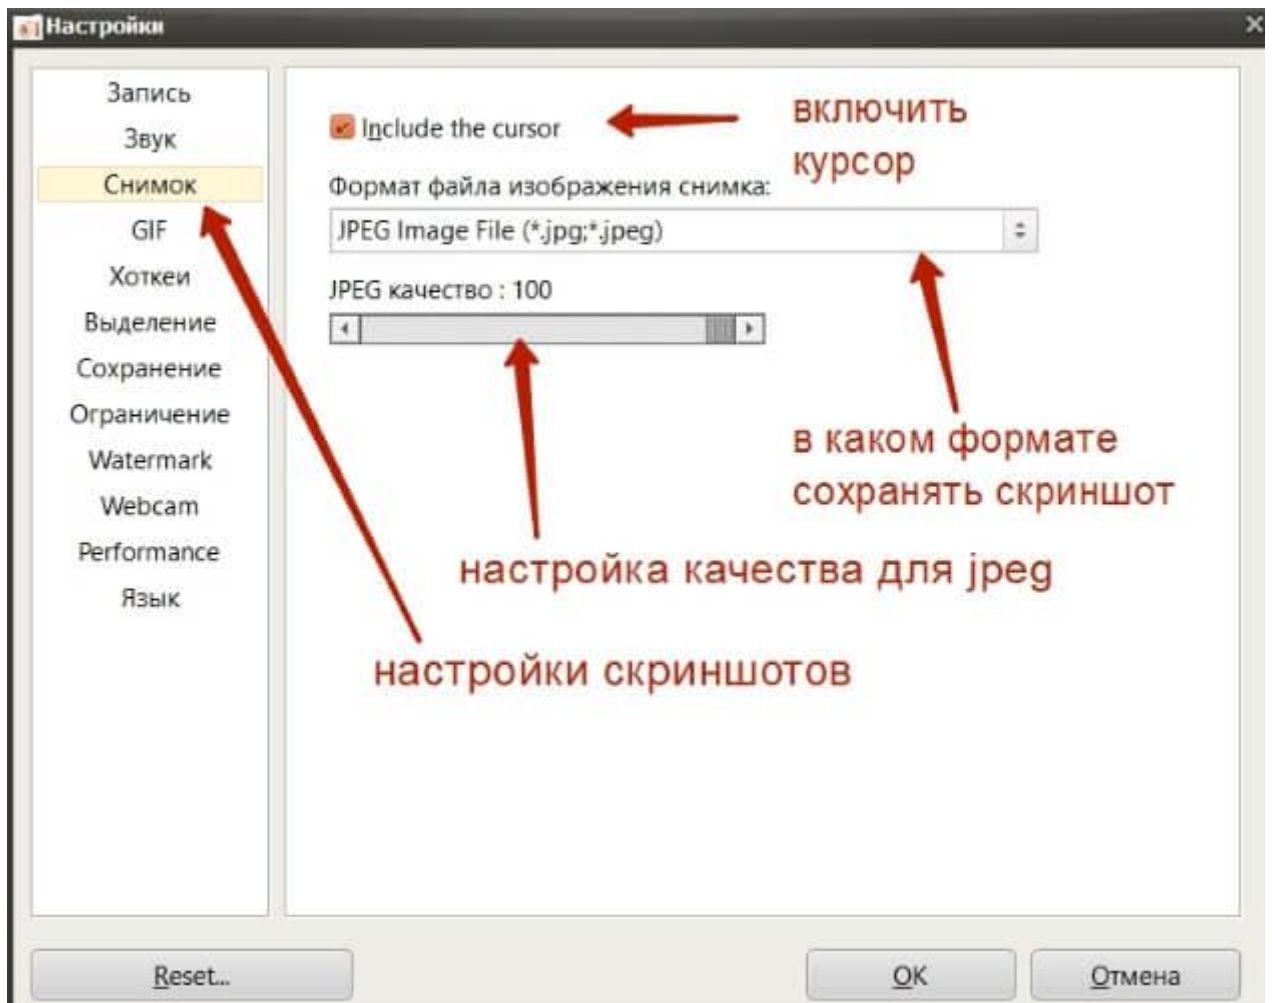 Настройки
Запись
Звук
Снимок
GIF
Хоткеи
Выделение
Сохранение
Ограничение
Watermark
Webcam
Performance
Язык
Include the cursor
включить
курсор
Формат файла изображения снимка:
JPEG Image File (*.jpg;*.jpeg)
JPEG качество : 100
в каком формате
сохранять скриншот
настройка качества для jpeg
настройки скриншотов
Reset...
OK
Отмена